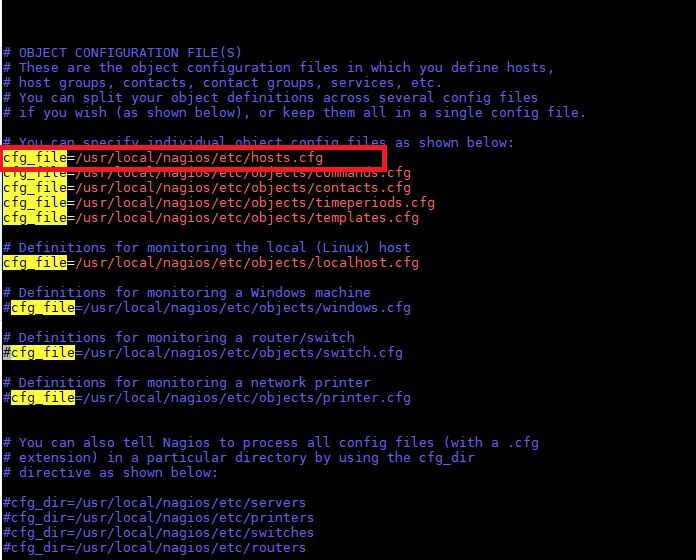 # OBJECT CONFIGURATION FILE(S)
# These are the object configuration files in which you define hosts,
# host groups, contacts, contact groups, services, etc.
# You can split your object definitions across several config files
# if you wish (as shown below), or keep them all in a single config file.
# You can specify individual object config files as shown below:
cfg_file=/usr/local/nagios/etc/hosts.cfg
cfg_file=/usr/local/nagios/etc/objects/commands.cfg
cfg_file=/usr/local/nagios/etc/objects/contacts.cfg
cfg_file=/usr/local/nagios/etc/objects/timeperiods.cfg
cfg_file=/usr/local/nagios/etc/objects/templates.cfg
# Definitions for monitoring the local (Linux) host
cfg_file=/usr/local/nagios/etc/objects/localhost.cfg
# Definitions for monitoring a Windows machine
#cfg_file=/usr/local/nagios/etc/objects/windows.cfg
# Definitions for monitoring a router/switch
#cfg_file=/usr/local/nagios/etc/objects/switch.cfg
# Definitions for monitoring a network printer
#cfg_file=/usr/local/nagios/etc/objects/printer.cfg
# You can also tell Nagios to process all config files (with a .cfg
# extension) in a particular directory by using the cfg_dir
# directive as shown below:
#cfg_dir=/usr/local/nagios/etc/servers
#cfg_dir=/usr/local/nagios/etc/printers
#cfg_dir=/usr/local/nagios/etc/switches
#cfg_dir=/usr/local/nagios/etc/routers